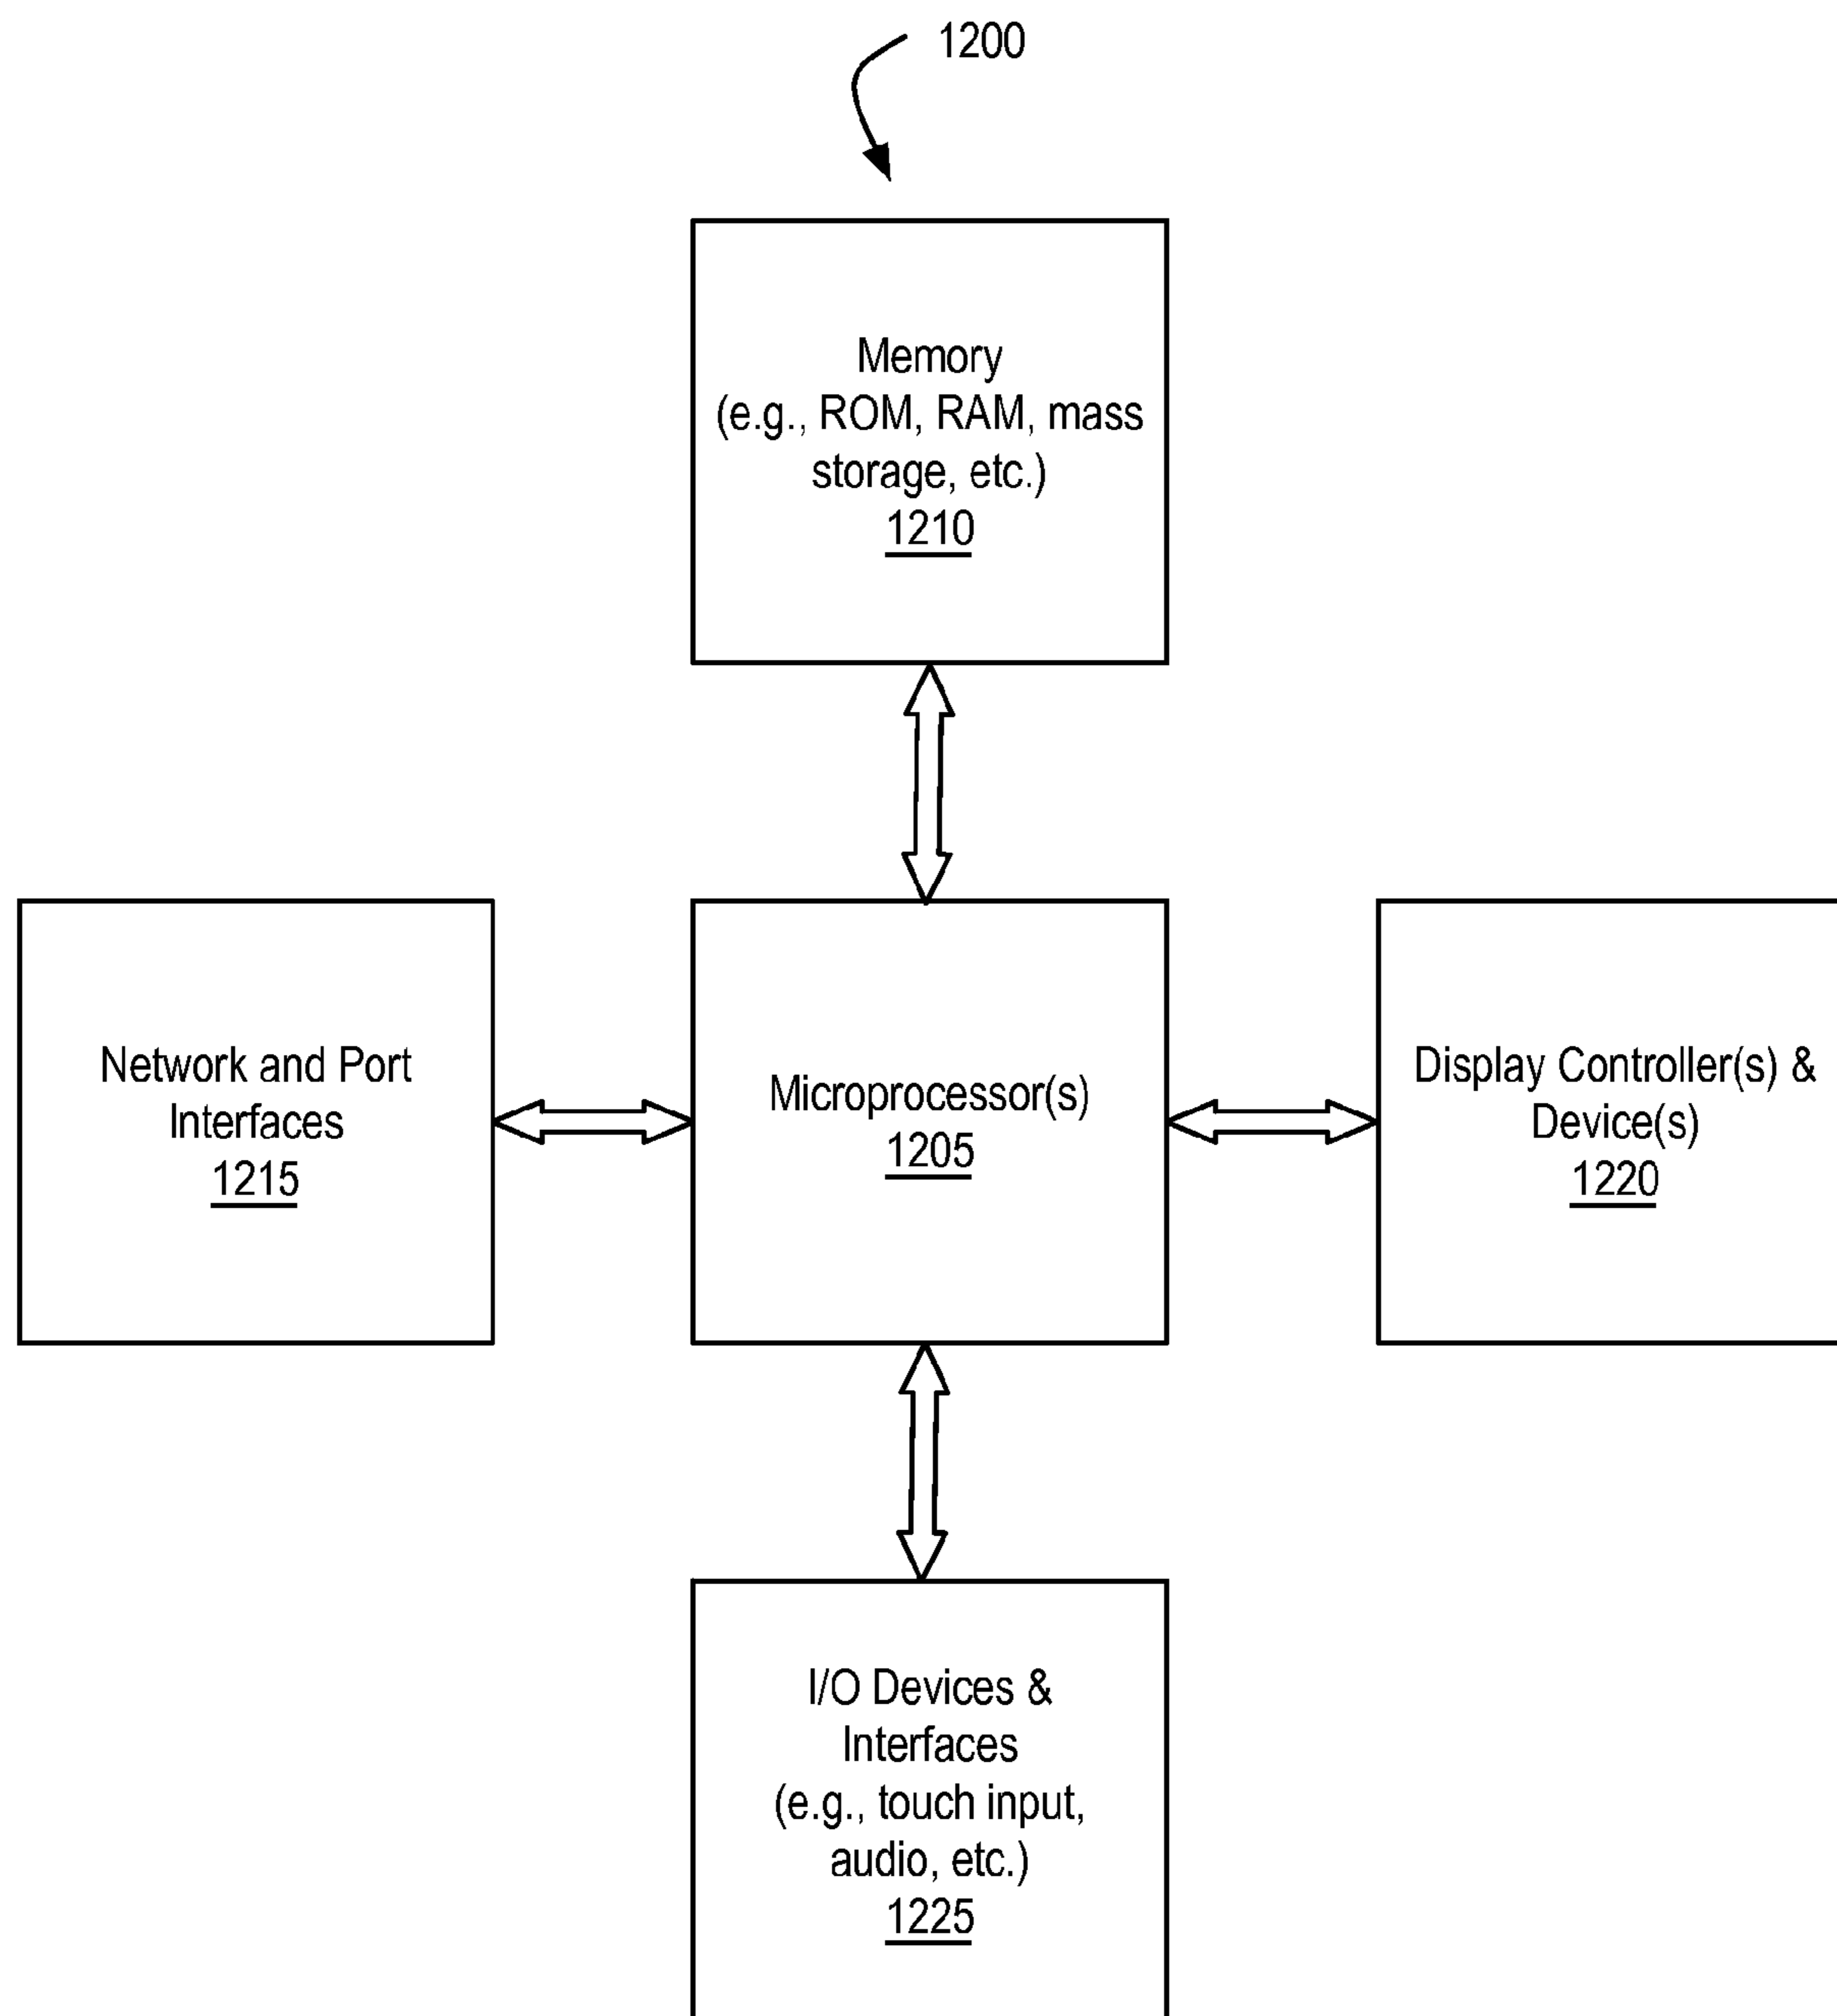 1200
Memory
(e.g., ROM, RAM, mass
storage, etc.)
1210
Network and Port
Interfaces
1215
Microprocessor(s)
1205
Display Controller(s) &
Device(s)
1220
I/O Devices &
Interfaces
(e.g., touch input,
audio, etc.)
1225